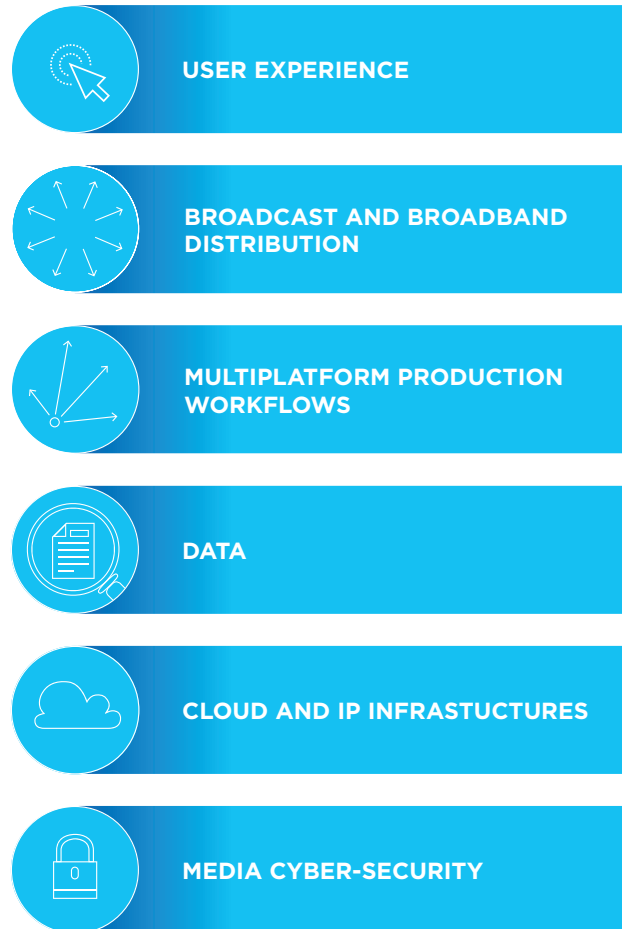 USER EXPERIENCE
BROADCAST AND BROADBAND
DISTRIBUTION
MULTIPLATFORM PRODUCTION
WORKFLOWS
DATA
CLOUD AND IP INFRASTUCTURES
MEDIA CYBER-SECURITY